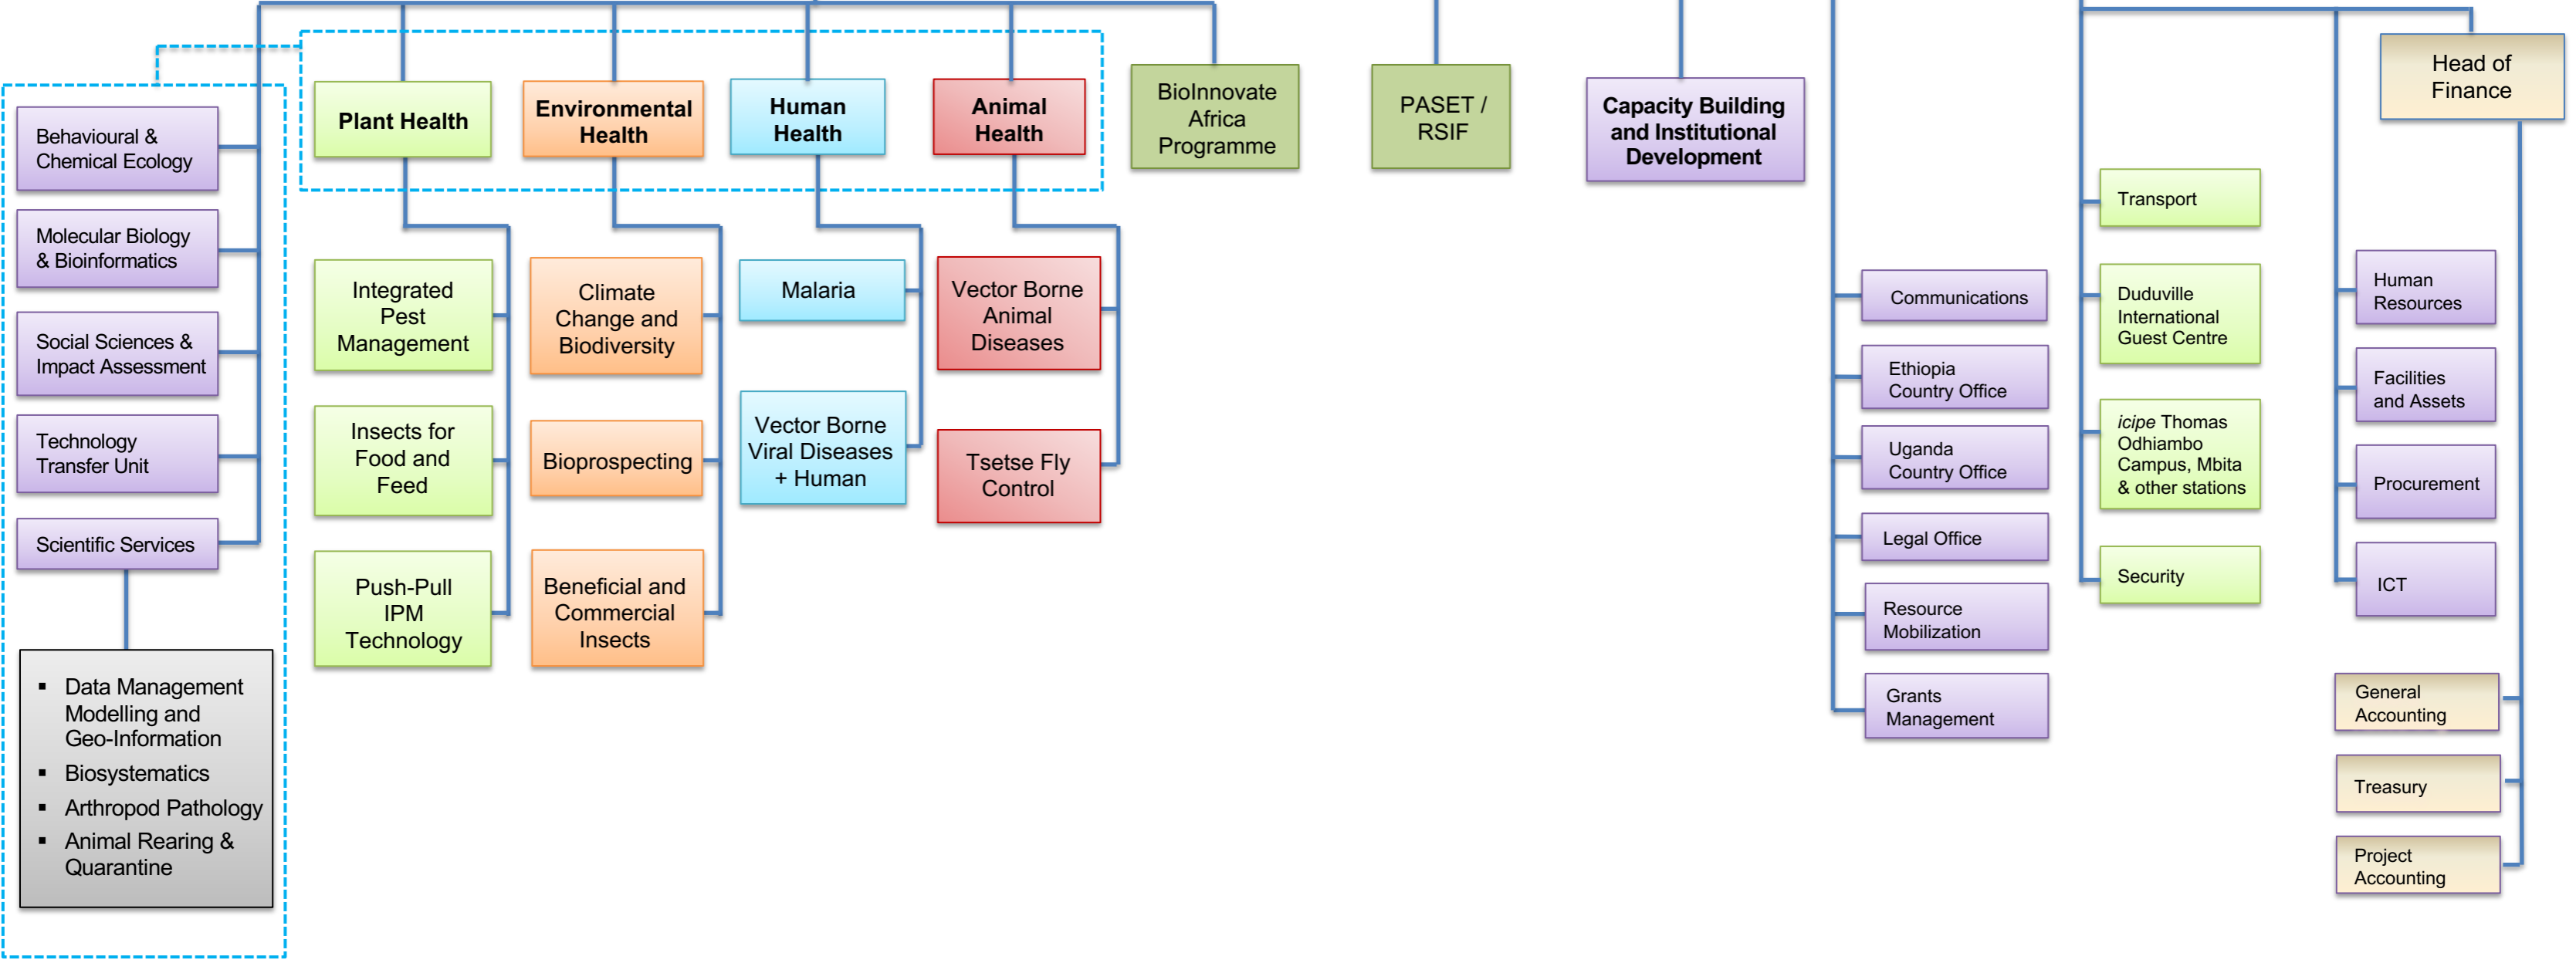 Behavioural &
Chemical Ecology
Molecular Biology
& Bioinformatics
Social Sciences &
Impact Assessment
Technology
Transfer Unit
Scientific Services
▪ Data Management
Modelling and
Geo-Information
▪ Biosystematics
▪ Arthropod Pathology
▪ Animal Rearing &
Quarantine
Plant Health
Integrated
Pest
Management
Insects for
Food and
Feed
Push-Pull
IPM
Technology
Environmental
Health
Climate
Change and
Biodiversity
Bioprospecting
Beneficial and
Commercial
Insects
Human
Health
Malaria
Vector Borne
Viral Diseases
+ Human
Animal
Health
Vector Borne
Animal
Diseases
Tsetse Fly
Control
BioInnovate
Africa
Programme
PASET /
RSIF
Capacity Building
and Institutional
Development
Communications
Ethiopia
Country Office
Uganda
Country Office
Legal Office
Resource
Mobilization
Grants
Management
Transport
Duduville
International
Guest Centre
icipe Thomas
Odhiambo
Campus, Mbita
& other stations
Security
Human
Resources
Facilities
and Assets
Procurement
ICT
Head of
Finance
General
Accounting
Treasury
Project
Accounting